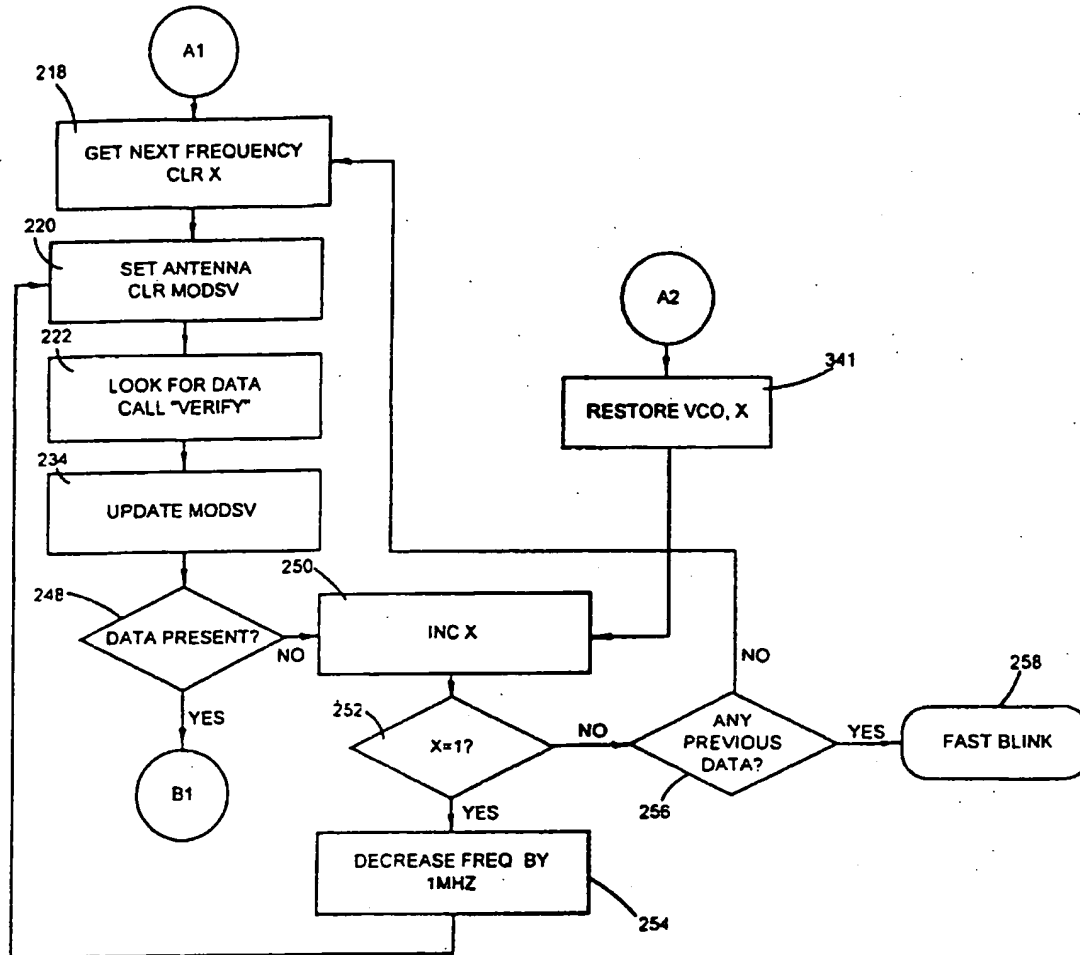 A1
218
GET NEXT FREQUENCY
CLR X
220
SET ANTENNA
CLR MODSV
A2
222
LOOK FOR DATA
CALL "VERIFY"
341
RESTORE VCO, X
234
UPDATE MODSV
248
DATA PRESENT?
NO
YES
B1
250
INC X
252
X=1?
NO
YES
NO
ANY
PREVIOUS
DATA?
256
YES
258
FAST BLINK
DECREASE FREQ BY
1MHZ
254